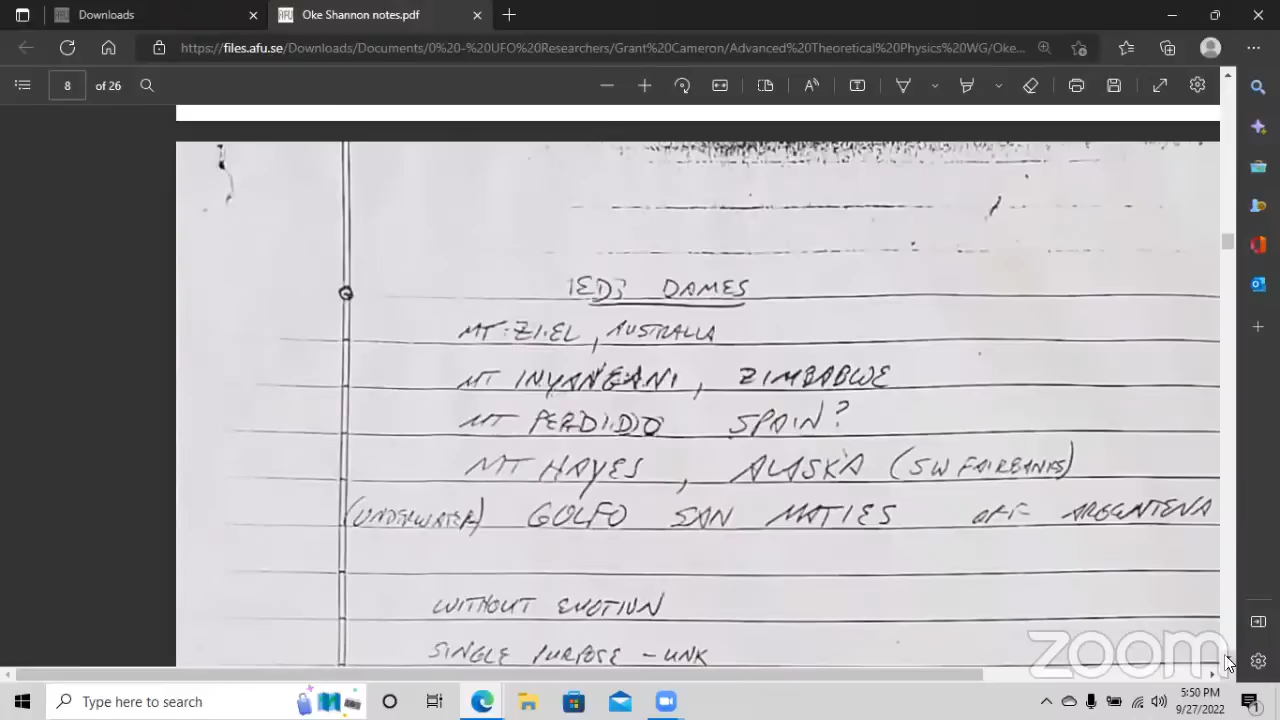 Downloads
Oke Shannon notes.pdf
https://files.afu.se/Downloads/Documents/0%20-%20UFO%20Researchers/Grant%20Cameron/Advanced%20Theoretical%20Physics%20WG/Oke...
8 of 26
DAMES
MT. ZIEL, AUSTRALLA
MT INYANGANI, ZIMBABWE
MT PERDIDIO SPAIN?
MT HAYES, ALASKA (SW FAIRBANKS)
(UNDERWATER) GOLFO SAN MATIES OFF ARGENTENA
WITHOUT EMOTION
SINGLE PURPOSE - UNK
zoom
Type here to search
5:50 PM
9/27/2022